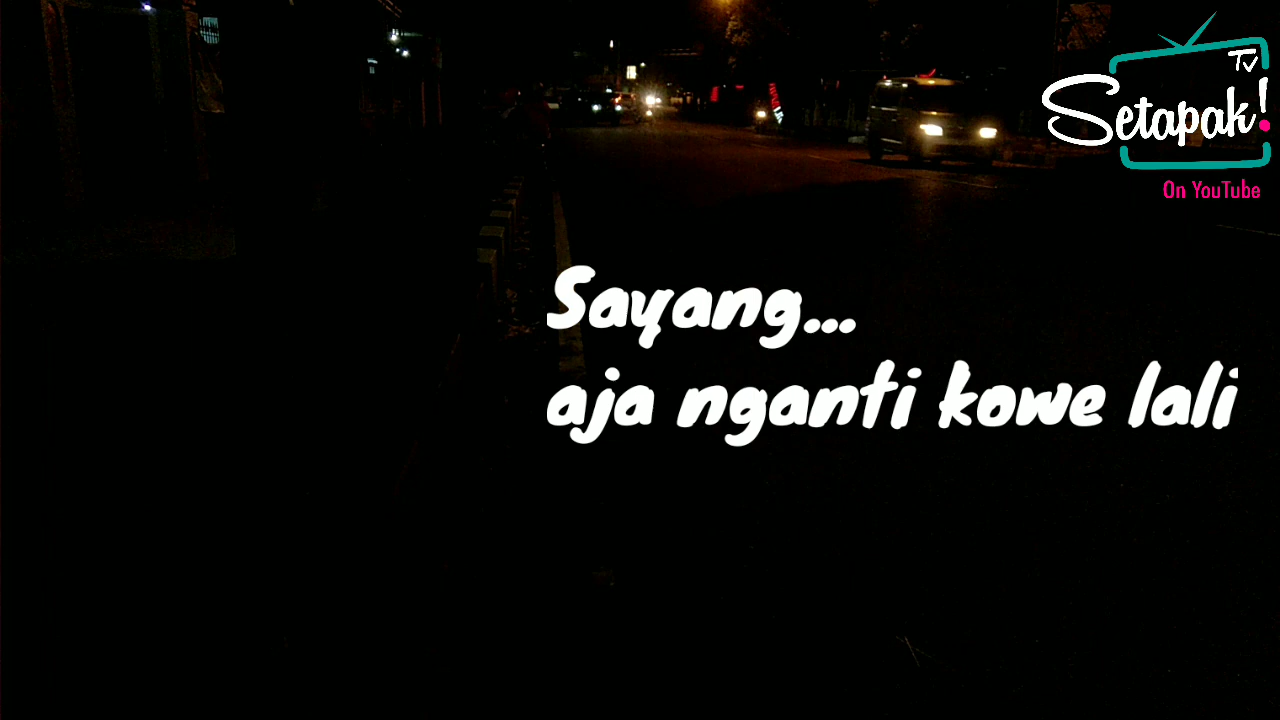 Tv
Setapak!
On YouTube
Sayang...
aja nganti kowe lali